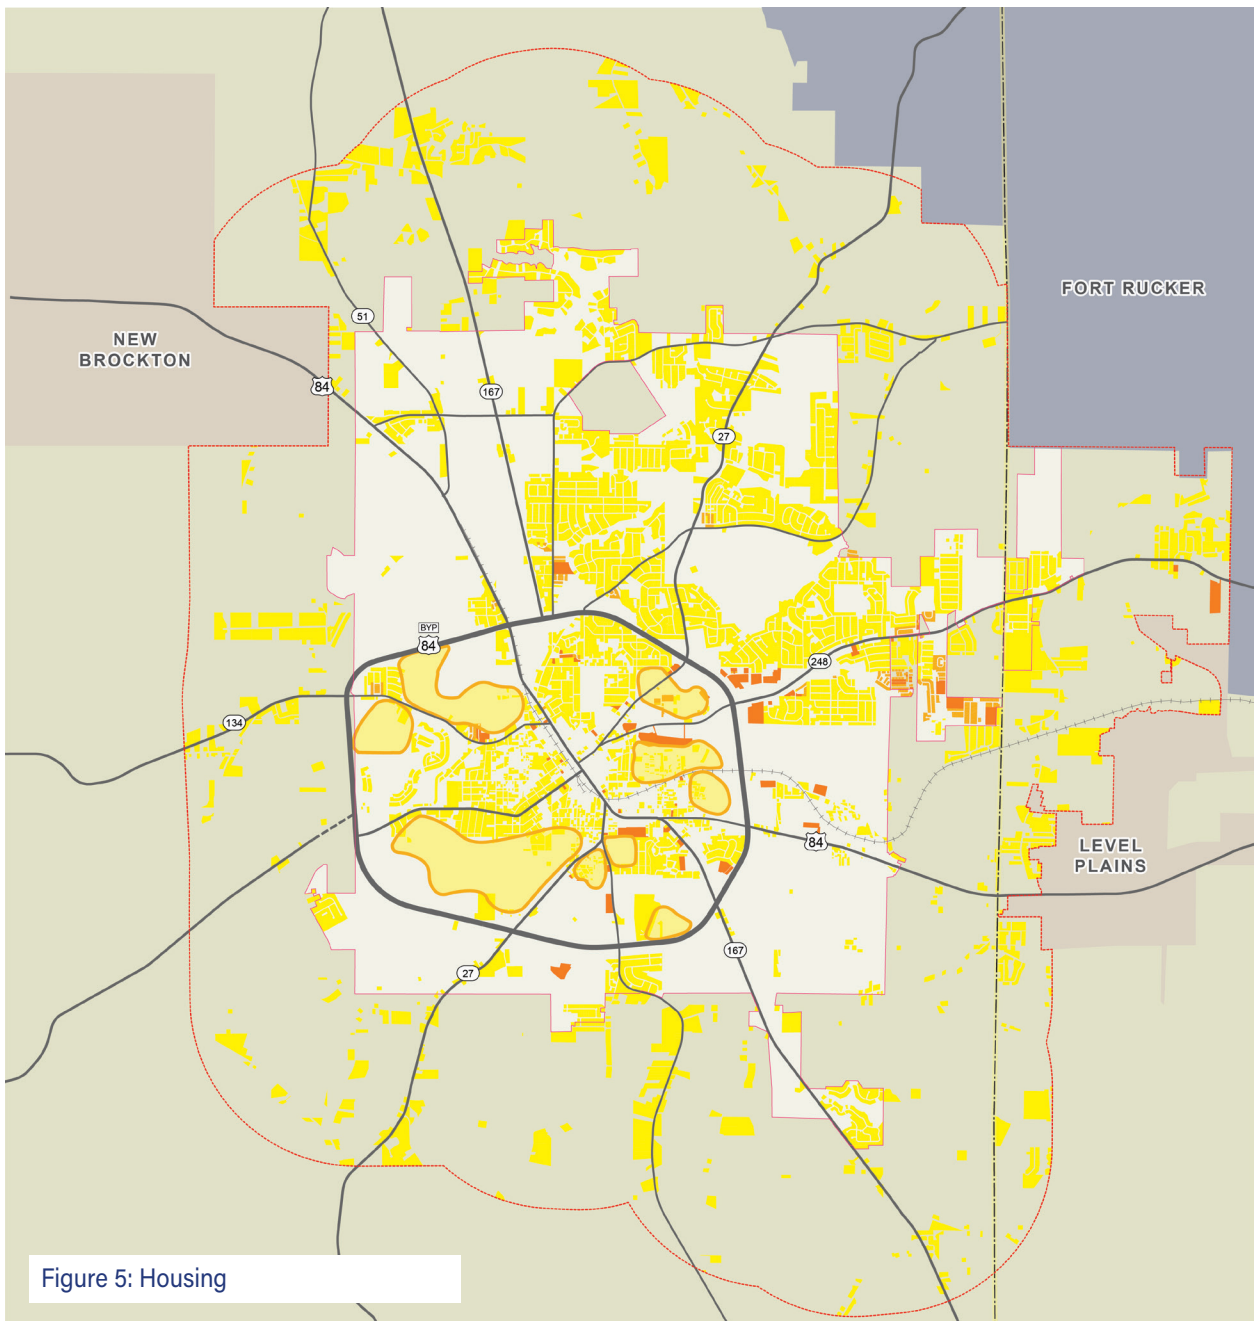 FORT RUCKER
51
NEW
BROCKTON
84
167
27
BYP
84
248
134
84
LEVEL
PLAINS
167
27
Figure 5: Housing